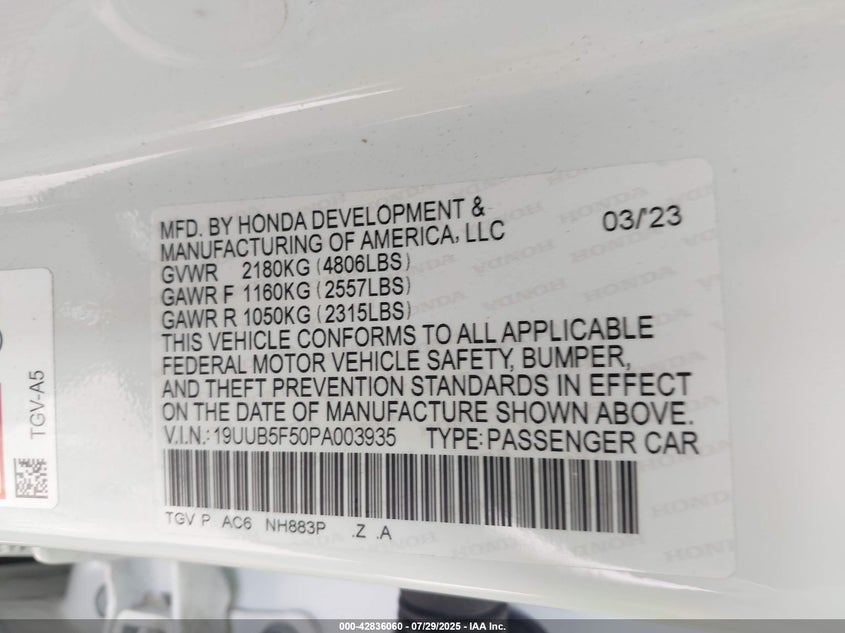 MFD. BY HONDA DEVELOPMENT &
MANUFACTURING OF AMERICA, LLC
03/'23
GVWR 2180KG (4806LBS)
GAWR F 1160KG (2557LBS)
GAWR R 1050KG (2315LBS)
THIS VEHICLE CONFORMS TO ALL APPLICABLE
FEDERAL MOTOR VEHICLE SAFETY, BUMPER,
AND THEFT PREVENTION STANDARDS IN EFFECT
ON THE DATE OF MANUFACTURE SHOWN ABOVE.
V.I.N.: 19UUB5F50PA003935 TYPE: PASSENGER CAR
TGV P AC6 NH883P .Z .A
TGV-A5
HONDA
000-42836060 / 07/29/2025 - IAA Inc.